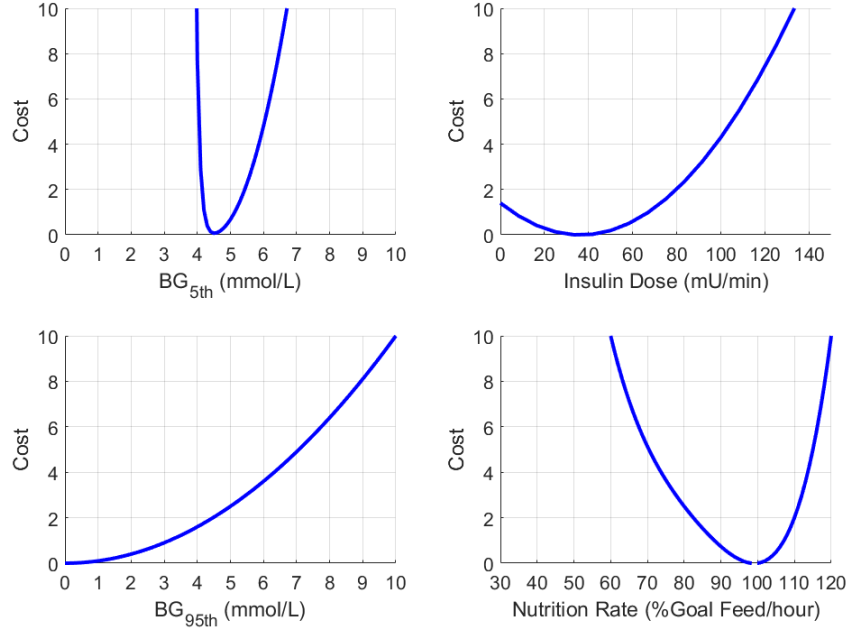 10
8
6
4
2
0
Cost
0 1 2 3 4 5 6 7 8 9 10
BG5th (mmol/L)
10
8
6
4
2
0
Cost
0 20 40 60 80 100 120 140
Insulin Dose (mU/min)
10
8
6
4
2
0
Cost
0 1 2 3 4 5 6 7 8 9 10
BG95th (mmol/L)
10
8
6
4
2
0
Cost
30 40 50 60 70 80 90 100 110 120
Nutrition Rate (%Goal Feed/hour)